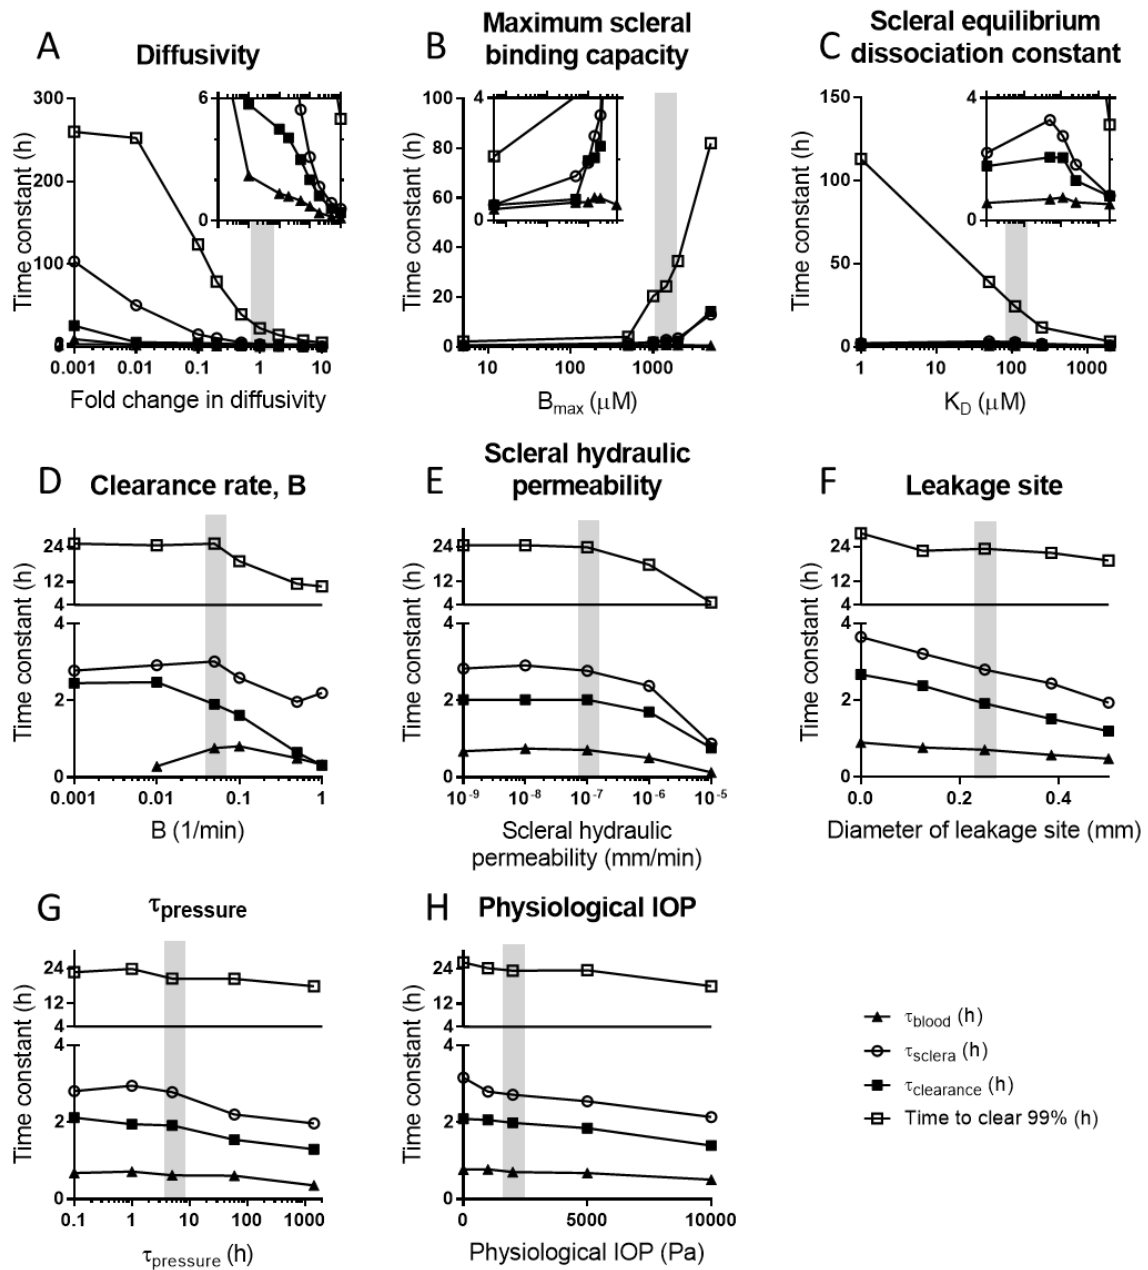 A
Diffusivity
Time constant (h)
300
200
100
0
6
0
0.001
0.01
0.1
1
10
Fold change in diffusivity
B
Maximum scleral
binding capacity
Time constant (h)
100
80
60
40
20
0
4
0
10
100
1000
Bmax (μM)
C
Scleral equilibrium
dissociation constant
Time constant (h)
150
100
50
0
4
0
1
10
100
1000
KD (μM)
D
Clearance rate, B
Time constant (h)
24
12
4
4
2
0
0.001
0.01
0.1
1
B (1/min)
E
Scleral hydraulic
permeability
Time constant (h)
24
12
4
4
2
0
10-9
10-8
10-7
10-6
10-5
Scleral hydraulic
permeability (mm/min)
F
Leakage site
Time constant (h)
24
12
4
4
2
0
0.0
0.2
0.4
Diameter of leakage site (mm)
G
τpressure
Time constant (h)
24
12
4
4
2
0
0.1
1
10
100
1000
τpressure (h)
H
Physiological IOP
Time constant (h)
24
12
4
4
2
0
0
5000
10000
Physiological IOP (Pa)
τblood (h)
τsclera (h)
τclearance (h)
Time to clear 99% (h)